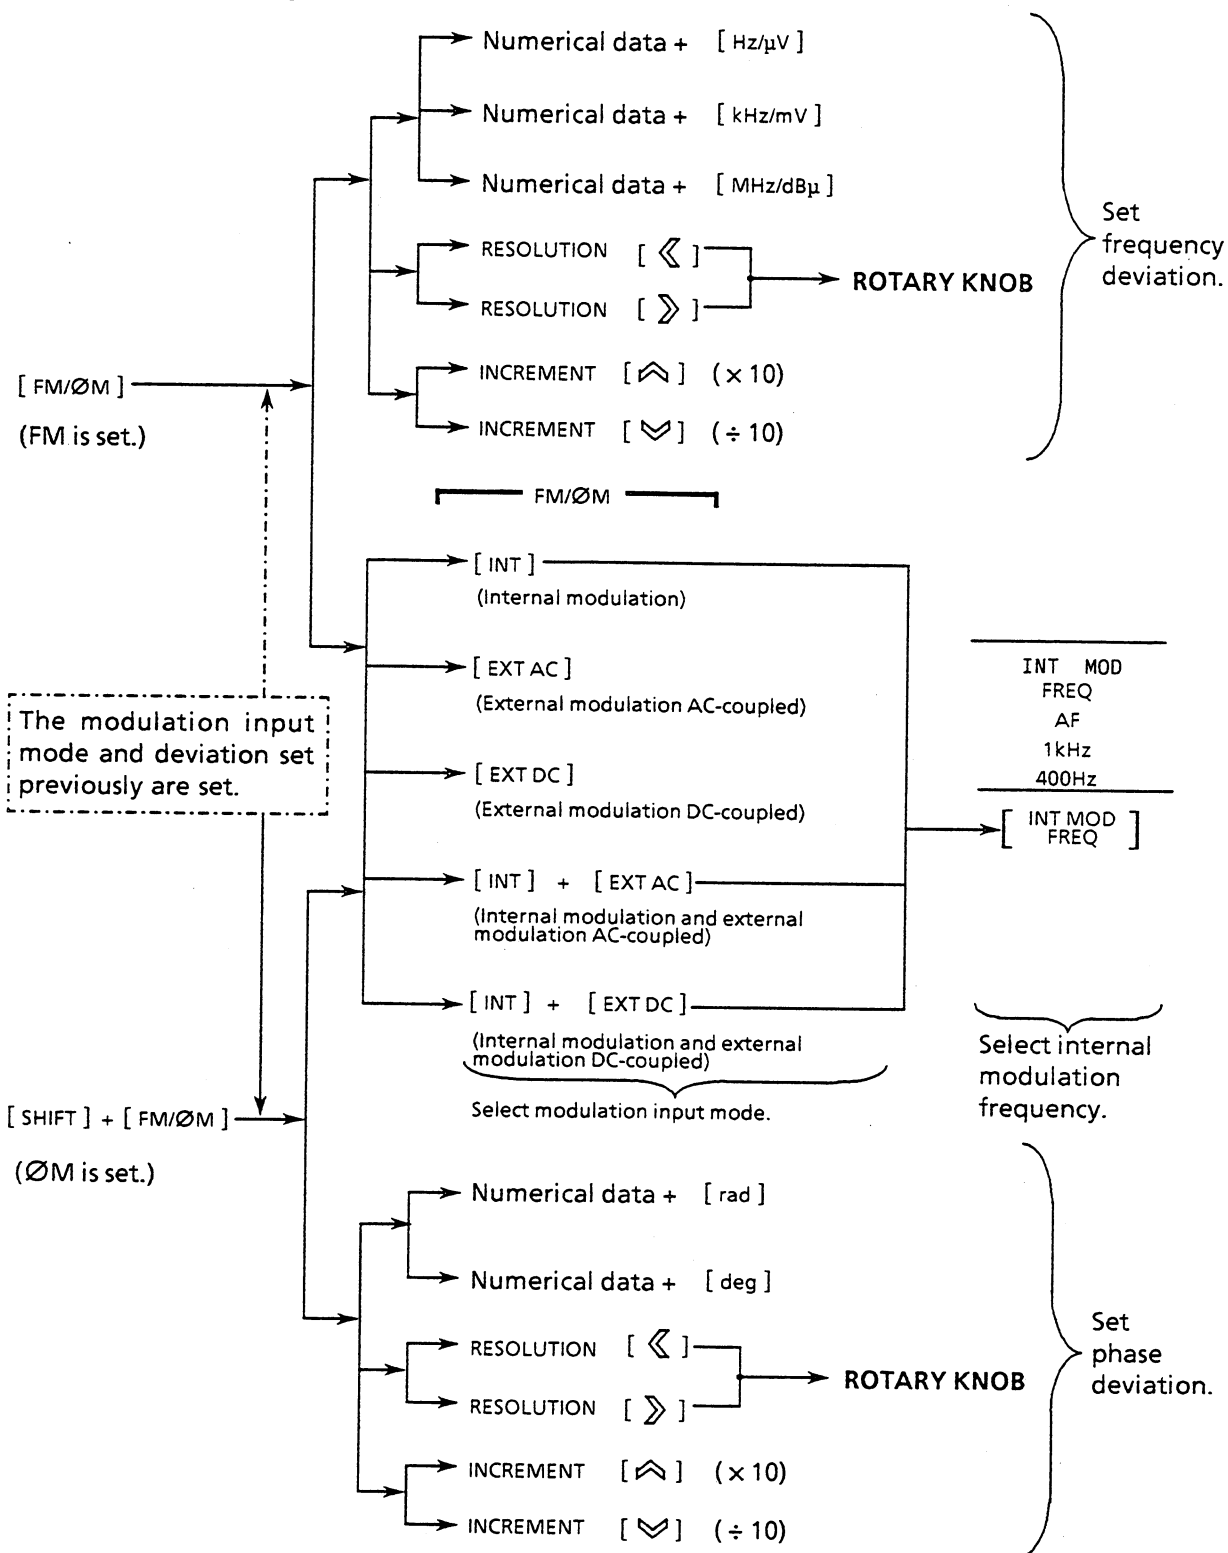 Numerical data + [ Hz/μV ]
Numerical data + [ kHz/mV ]
Numerical data + [ MHz/dBμ ]
RESOLUTION [ ≪ ]
RESOLUTION [ ≫ ]
ROTARY KNOB
INCREMENT [ ︽ ] (× 10)
INCREMENT [ ︾ ] (÷ 10)
Set
frequency
deviation.
[ FM/ØM ]
(FM is set.)
FM/ØM
[ INT ]
(Internal modulation)
[ EXT AC ]
(External modulation AC-coupled)
[ EXT DC ]
(External modulation DC-coupled)
[ INT ] + [ EXT AC ]
(Internal modulation and external
modulation AC-coupled)
[ INT ] + [ EXT DC ]
(Internal modulation and external
modulation DC-coupled)
Select modulation input mode.
The modulation input
mode and deviation set
previously are set.
INT MOD
FREQ
AF
1kHz
400Hz
[ INT MOD
FREQ ]
Select internal
modulation
frequency.
[ SHIFT ] + [ FM/ØM ]
(ØM is set.)
Numerical data + [ rad ]
Numerical data + [ deg ]
RESOLUTION [ ≪ ]
RESOLUTION [ ≫ ]
ROTARY KNOB
INCREMENT [ ︽ ] (× 10)
INCREMENT [ ︾ ] (÷ 10)
Set
phase
deviation.